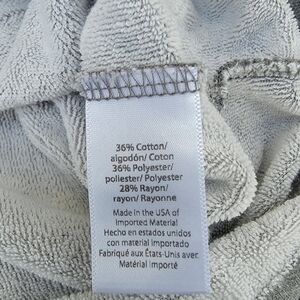 36% Cotton/
algodón/ Coton
36% Polyester/
poliester/ Polyester
28% Rayon/
rayon/ Rayonne
Made in the USA of
Imported Material
Hecho en estados unidos
con material importado
Fabriqué aux États-Unis avec
Matérial importé